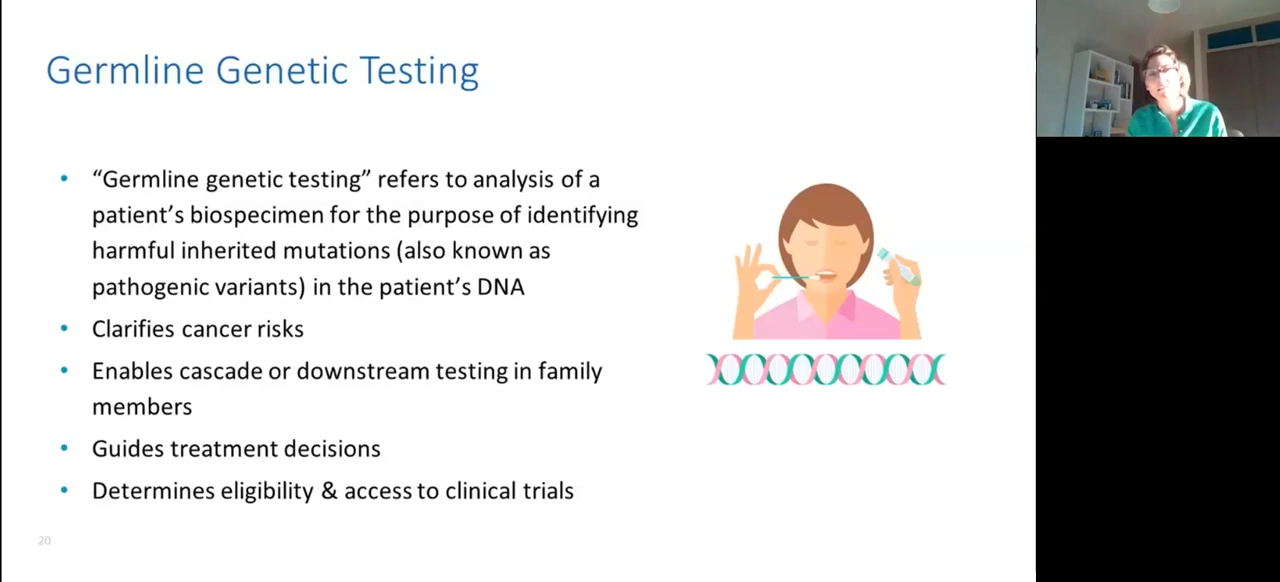 Germline Genetic Testing
• “Germline genetic testing” refers to analysis of a
patient’s biospecimen for the purpose of identifying
harmful inherited mutations (also known as
pathogenic variants) in the patient’s DNA
• Clarifies cancer risks
• Enables cascade or downstream testing in family
members
• Guides treatment decisions
• Determines eligibility & access to clinical trials
20